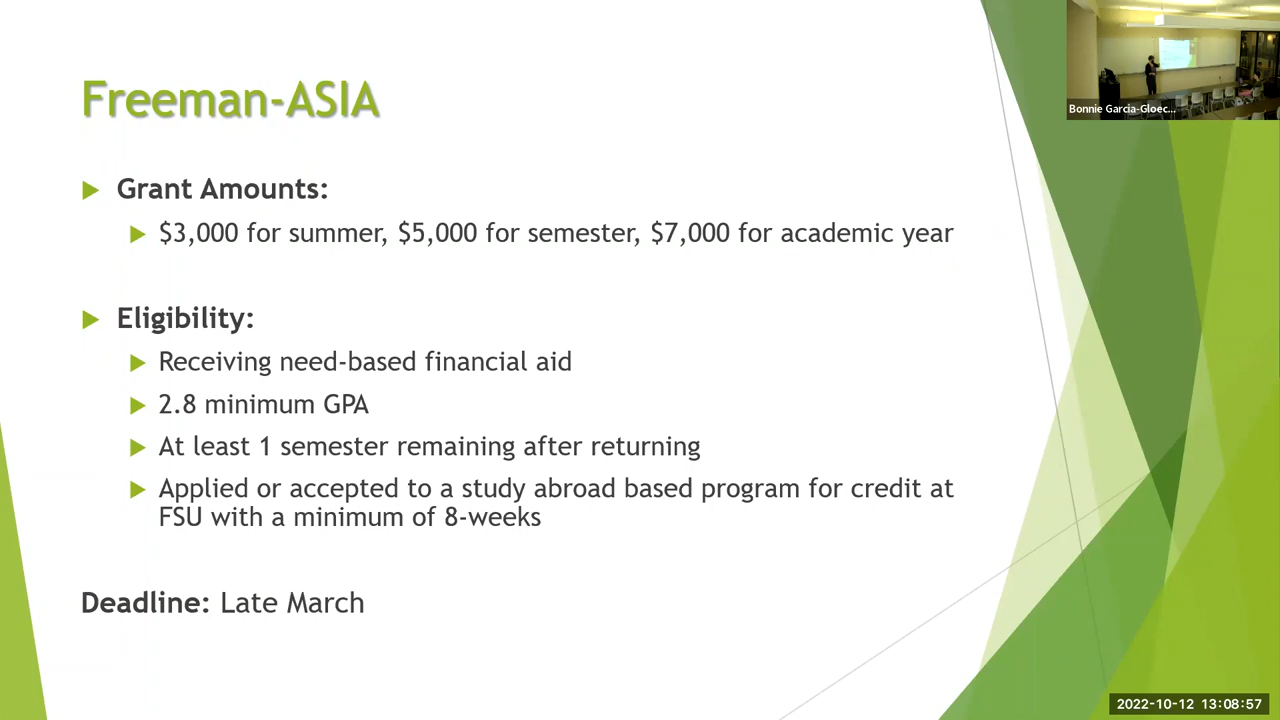 Freeman-ASIA
Grant Amounts:
$3,000 for summer, $5,000 for semester, $7,000 for academic year
Eligibility:
Receiving need-based financial aid
2.8 minimum GPA
At least 1 semester remaining after returning
Applied or accepted to a study abroad based program for credit at
FSU with a minimum of 8-weeks
Deadline: Late March
Bonnie Garcia-Gloec...
2022-10-12 13:08:57